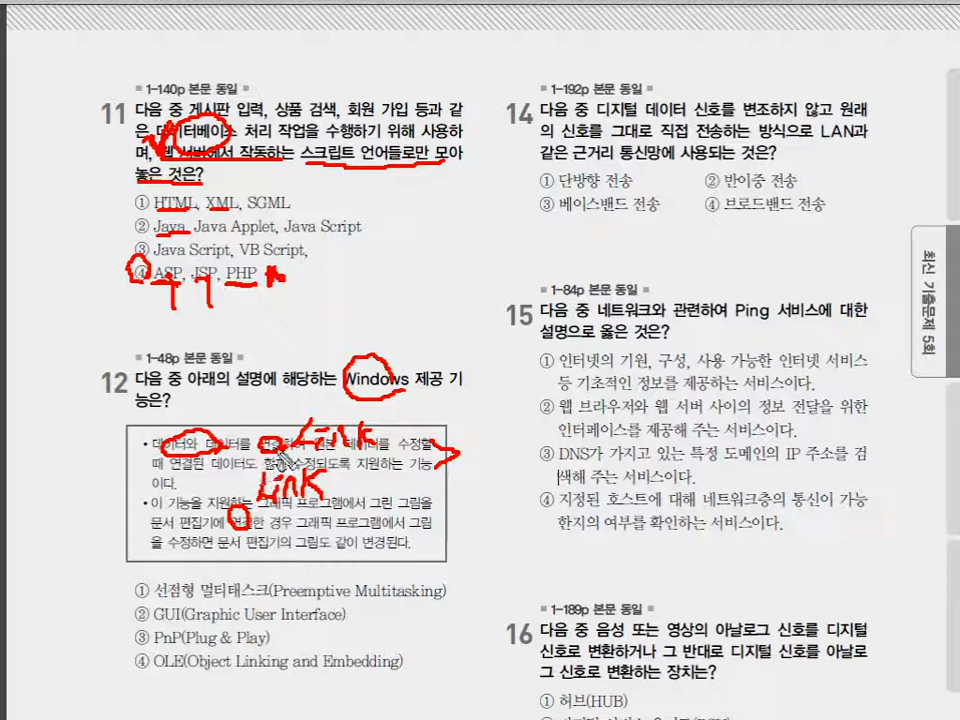 ■ 1-140p 본문 동일 ■
11 다음 중 게시판 입력, 상품 검색, 회원 가입 등과 같
은 데이터베이스 처리 작업을 수행하기 위해 사용하
며, 웹 서버에서 작동하는 스크립트 언어들로만 모아
놓은 것은?
① HTML, XML, SGML
② Java, Java Applet, Java Script
③ Java Script, VB Script,
④ ASP, JSP, PHP
■ 1-48p 본문 동일 ■
12 다음 중 아래의 설명에 해당하는 Windows 제공 기
능은?
• 데이터와 데이터를 연결하여 원본 데이터를 수정할 Link
때 연결된 데이터도 함께 수정되도록 지원하는 기능
이다.
Link
• 이 기능을 지원하는 그래픽 프로그램에서 그린 그림을
문서 편집기에 연결한 경우 그래픽 프로그램에서 그림
을 수정하면 문서 편집기의 그림도 같이 변경된다.
① 선점형 멀티태스크(Preemptive Multitasking)
② GUI(Graphic User Interface)
③ PnP(Plug & Play)
④ OLE(Object Linking and Embedding)
■ 1-192p 본문 동일 ■
14 다음 중 디지털 데이터 신호를 변조하지 않고 원래
의 신호를 그대로 직접 전송하는 방식으로 LAN과
같은 근거리 통신망에 사용되는 것은?
① 단방향 전송 ② 반이중 전송
③ 베이스밴드 전송 ④ 브로드밴드 전송
■ 1-84p 본문 동일 ■
15 다음 중 네트워크와 관련하여 Ping 서비스에 대한
설명으로 옳은 것은?
① 인터넷의 기원, 구성, 사용 가능한 인터넷 서비스
등 기초적인 정보를 제공하는 서비스이다.
② 웹 브라우저와 웹 서버 사이의 정보 전달을 위한
인터페이스를 제공해 주는 서비스이다.
③ DNS가 가지고 있는 특정 도메인의 IP 주소를 검
색해 주는 서비스이다.
④ 지정된 호스트에 대해 네트워크층의 통신이 가능
한지의 여부를 확인하는 서비스이다.
■ 1-189p 본문 동일 ■
16 다음 중 음성 또는 영상의 아날로그 신호를 디지털
신호로 변환하거나 그 반대로 디지털 신호를 아날로
그 신호로 변환하는 장치는?
① 허브(HUB)
최신 기출문제 5회